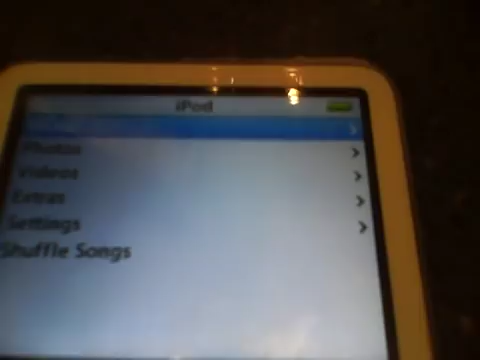 iPod
Photos
Videos
Extras
Settings
Shuffle Songs